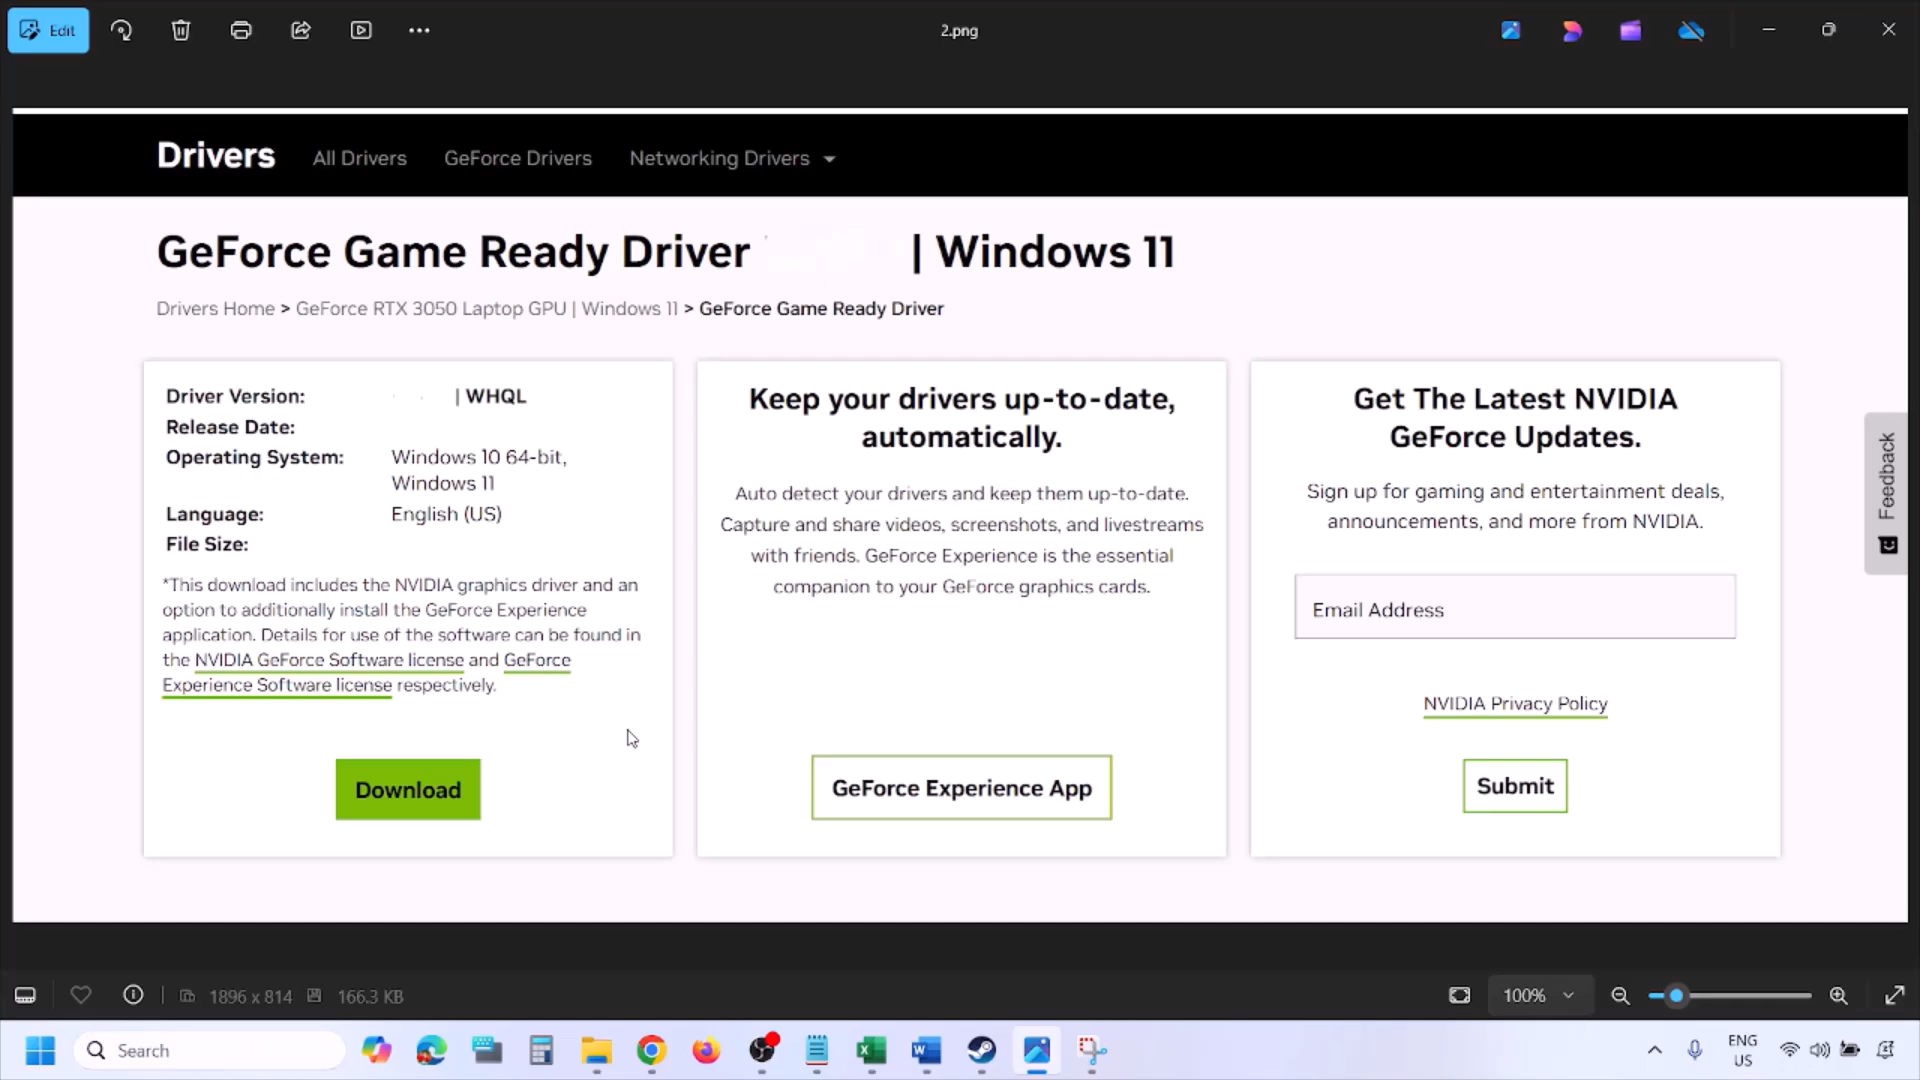 Edit
2.png
Drivers All Drivers GeForce Drivers Networking Drivers
GeForce Game Ready Driver | Windows 11
Drivers Home > GeForce RTX 3050 Laptop GPU | Windows 11 > GeForce Game Ready Driver
Driver Version: | WHQL
Release Date:
Operating System: Windows 10 64-bit,
Windows 11
Language: English (US)
File Size:
*This download includes the NVIDIA graphics driver and an
option to additionally install the GeForce Experience
application. Details for use of the software can be found in
the NVIDIA GeForce Software license and GeForce
Experience Software license respectively.
Download
Keep your drivers up-to-date,
automatically.
Auto detect your drivers and keep them up-to-date.
Capture and share videos, screenshots, and livestreams
with friends. GeForce Experience is the essential
companion to your GeForce graphics cards.
GeForce Experience App
Get The Latest NVIDIA
GeForce Updates.
Sign up for gaming and entertainment deals,
announcements, and more from NVIDIA.
Email Address
NVIDIA Privacy Policy
Submit
Feedback
1896 x 814 166.3 KB
100%
Search
ENG
US